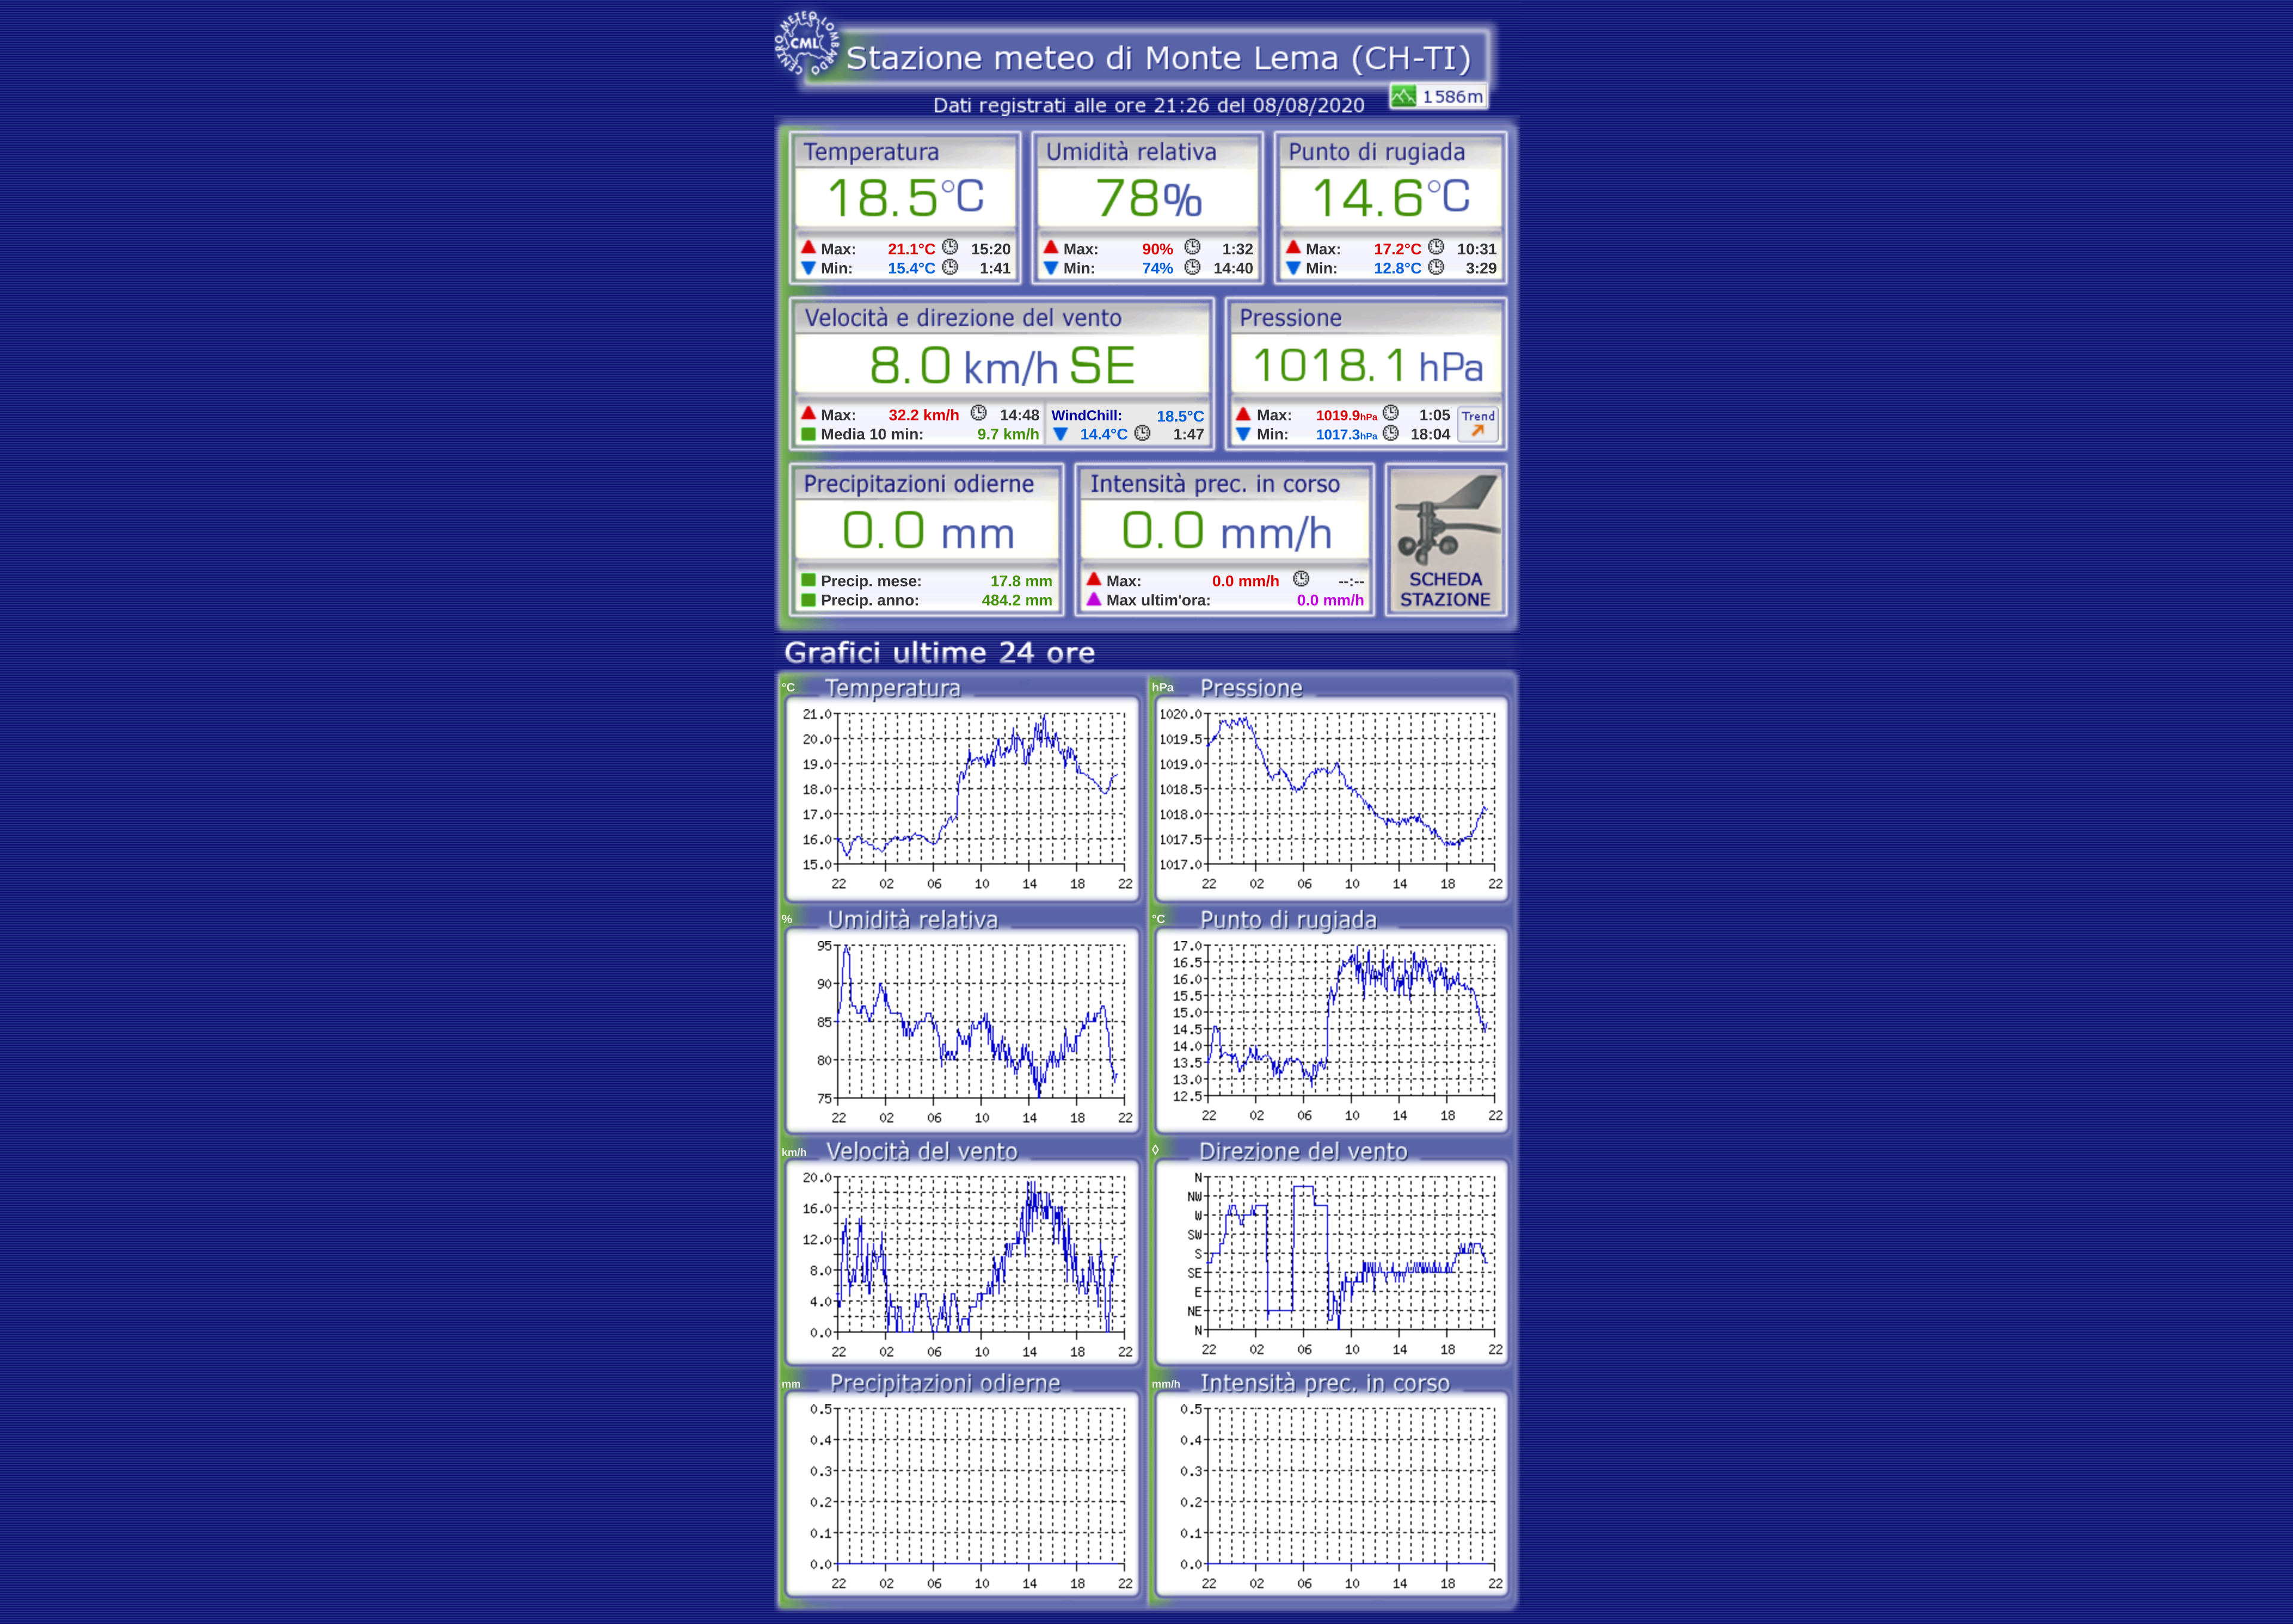 CENTRO METEO LOMBARDO
CML
Stazione meteo di Monte Lema (CH-TI)
Dati registrati alle ore 21:26 del 08/08/2020
1586m
Temperatura
18.5°C
Max: 21.1°C 15:20
Min: 15.4°C 1:41
Umidità relativa
78%
Max: 90% 1:32
Min: 74% 14:40
Punto di rugiada
14.6°C
Max: 17.2°C 10:31
Min: 12.8°C 3:29
Velocità e direzione del vento
8.0 km/h SE
Max: 32.2 km/h 14:48
Media 10 min: 9.7 km/h
WindChill: 18.5°C
14.4°C 1:47
Pressione
1018.1 hPa
Max: 1019.9hPa 1:05
Min: 1017.3hPa 18:04
Trend
Precipitazioni odierne
0.0 mm
Precip. mese: 17.8 mm
Precip. anno: 484.2 mm
Intensità prec. in corso
0.0 mm/h
Max: 0.0 mm/h --:--
Max ultim'ora: 0.0 mm/h
SCHEDA
STAZIONE
Grafici ultime 24 ore
°C Temperatura
21.0
20.0
19.0
18.0
17.0
16.0
15.0
22 02 06 10 14 18 22
hPa Pressione
1020.0
1019.5
1019.0
1018.5
1018.0
1017.5
1017.0
22 02 06 10 14 18 22
% Umidità relativa
95
90
85
80
75
22 02 06 10 14 18 22
°C Punto di rugiada
17.0
16.5
16.0
15.5
15.0
14.5
14.0
13.5
13.0
12.5
22 02 06 10 14 18 22
km/h Velocità del vento
20.0
16.0
12.0
8.0
4.0
0.0
22 02 06 10 14 18 22
◊ Direzione del vento
N
NW
W
SW
S
SE
E
NE
N
22 02 06 10 14 18 22
mm Precipitazioni odierne
0.5
0.4
0.3
0.2
0.1
0.0
22 02 06 10 14 18 22
mm/h Intensità prec. in corso
0.5
0.4
0.3
0.2
0.1
0.0
22 02 06 10 14 18 22